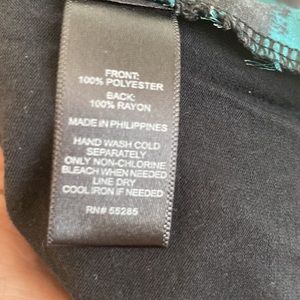 FRONT:
100% POLYESTER
BACK:
100% RAYON
MADE IN PHILIPPINES
HAND WASH COLD
SEPARATELY
ONLY NON-CHLORINE
BLEACH WHEN NEEDED
LINE DRY
COOL IRON IF NEEDED
RN# 55285